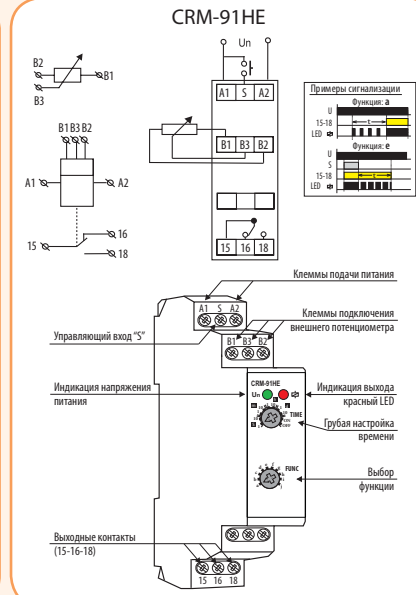 CRM-91HE
Un
B2
B1
B3
A1 S A2
B1 B3 B2
15 16 18
B1 B3 B2
A1
A2
16
15
18
Примеры сигнализации
Функция: a
U
15-18
t
LED
Функция: e
U
S
15-18
t
LED
Клеммы подачи питания
A1 S A2
Клеммы подключения
внешнего потенциометра
Управляющий вход "S"
B1 B3 B2
Индикация напряжения
питания
CRM-91HE
Un
Индикация выхода
красный LED
TIME
ON
OFF
Грубая настройка
времени
FUNC
Выбор
функции
Выходные контакты
(15-16-18)
15 16 18